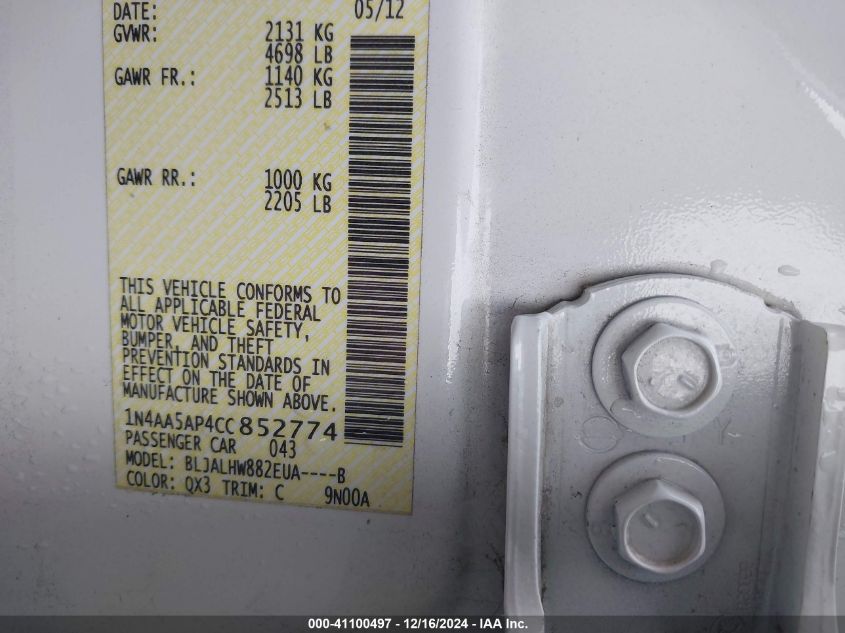 DATE: 05/12
GVWR: 2131 KG
4698 LB
GAWR FR.: 1140 KG
2513 LB
GAWR RR.: 1000 KG
2205 LB
THIS VEHICLE CONFORMS TO
ALL APPLICABLE FEDERAL
MOTOR VEHICLE SAFETY,
BUMPER, AND THEFT
PREVENTION STANDARDS IN
EFFECT ON THE DATE OF
MANUFACTURE SHOWN ABOVE.
1N4AA5AP4CC852774
PASSENGER CAR 043
MODEL: BLJALHW882EUA----B
COLOR: QX3 TRIM: C 9N00A
000-41100497 - 12/16/2024 - IAA Inc.